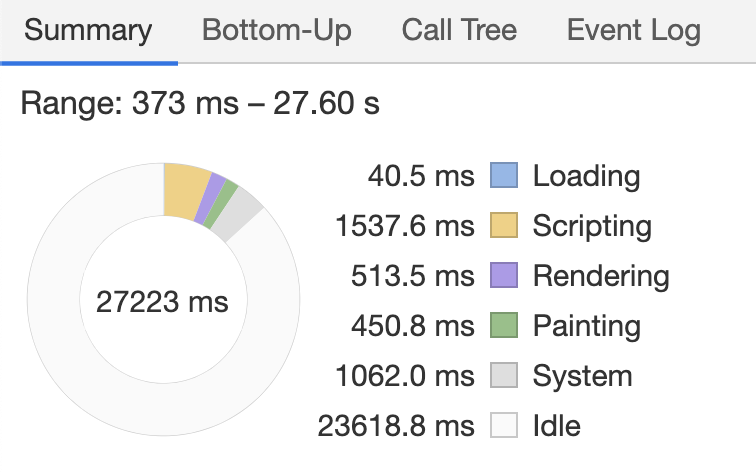 Summary Bottom-Up Call Tree Event Log
Range: 373 ms – 27.60 s
27223 ms
40.5 ms Loading
1537.6 ms Scripting
513.5 ms Rendering
450.8 ms Painting
1062.0 ms System
23618.8 ms Idle